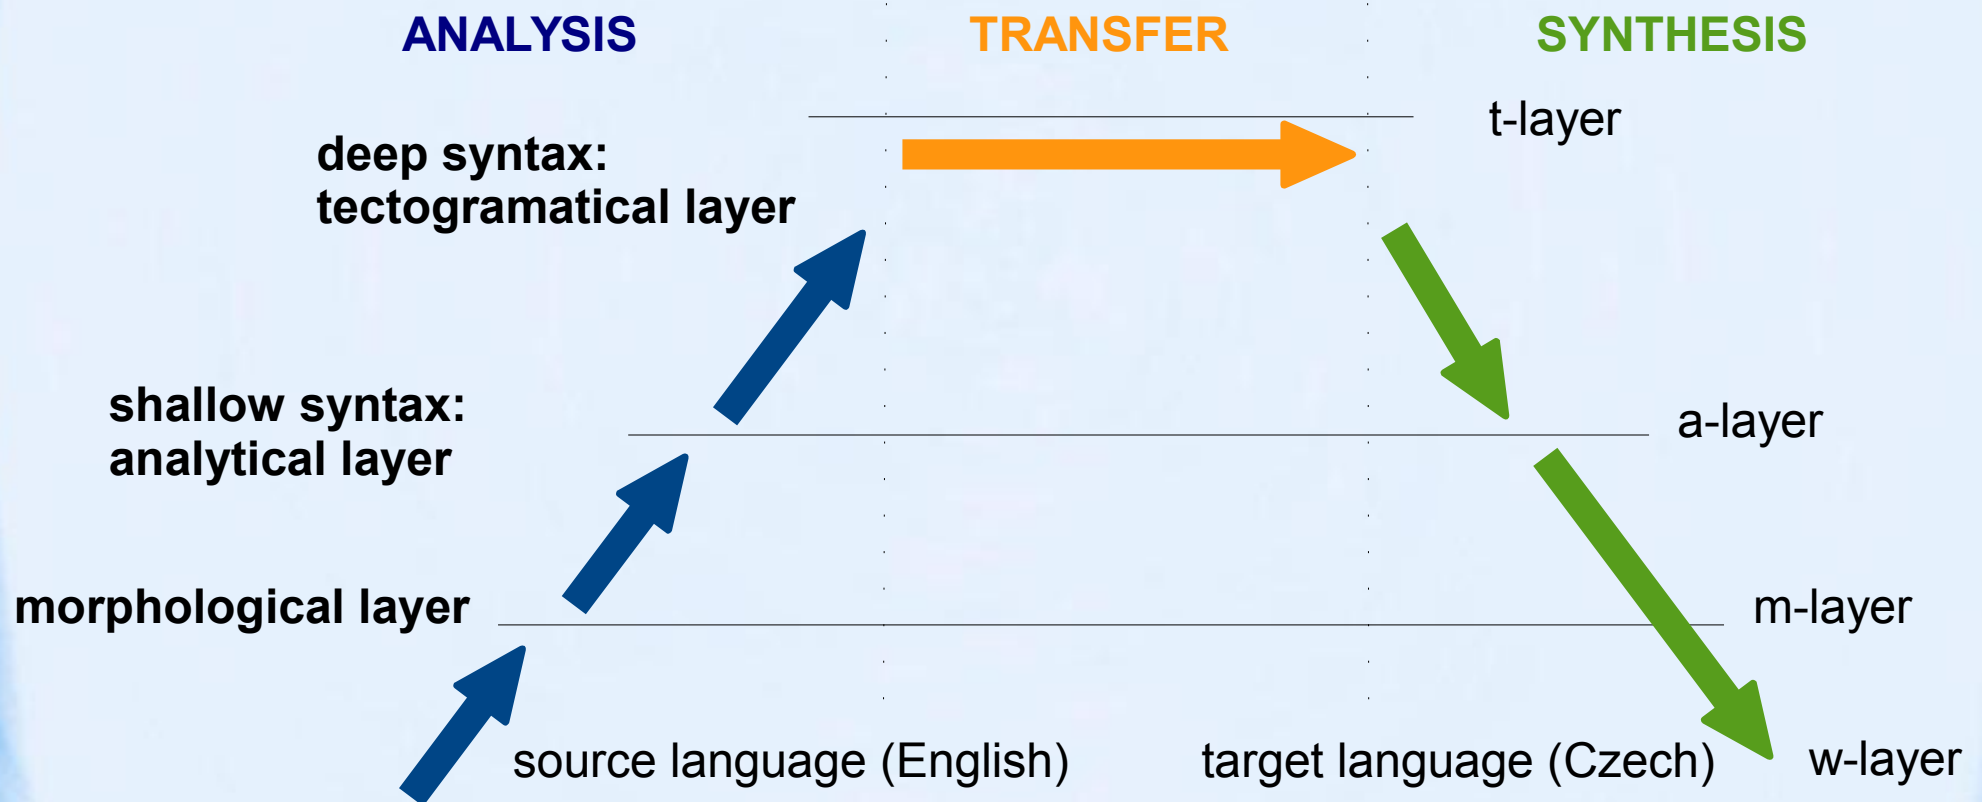 ANALYSIS
TRANSFER
SYNTHESIS
t-layer
deep syntax:
tectogramatical layer
shallow syntax:
analytical layer
a-layer
morphological layer
m-layer
source language (English)
target language (Czech)
w-layer